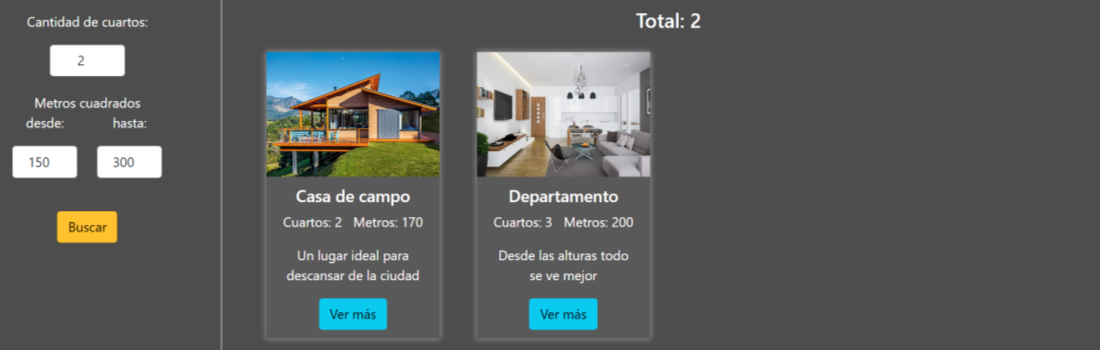 Cantidad de cuartos:
2
Metros cuadrados
desde: hasta:
150 300
Buscar
Total: 2
Casa de campo
Cuartos: 2 Metros: 170
Un lugar ideal para
descansar de la ciudad
Ver más
Departamento
Cuartos: 3 Metros: 200
Desde las alturas todo
se ve mejor
Ver más